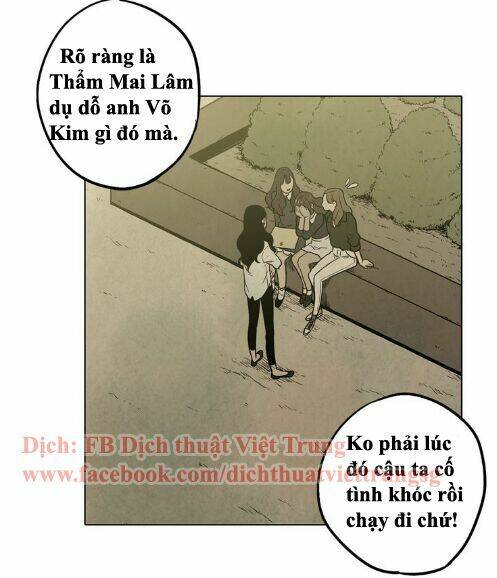 Rõ ràng là
Thẩm Mai Lâm
dụ dỗ anh Võ
Kim gì đó mà.
Dịch: FB Dịch thuật Việt Trung
www.facebook.com/dichthuatviettrungsg
Ko phải lúc
đó cậu ta cố
tình khóc rồi
chạy đi chứ!